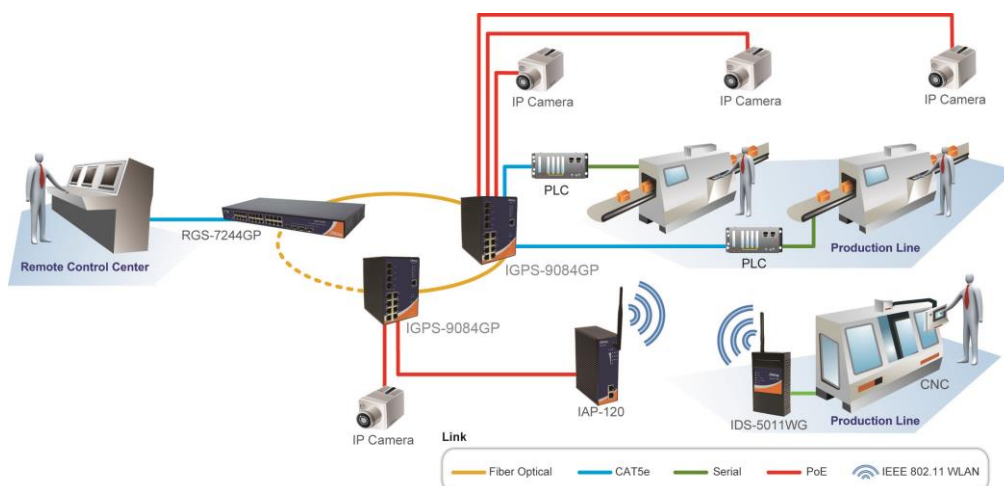 IP Camera
IP Camera
IP Camera
PLC
RGS-7244GP
Remote Control Center
IGPS-9084GP
PLC
Production Line
IGPS-9084GP
CNC
IAP-120
IDS-5011WG
Production Line
IP Camera
Link
Fiber Optical
CAT5e
Serial
PoE
IEEE 802.11 WLAN